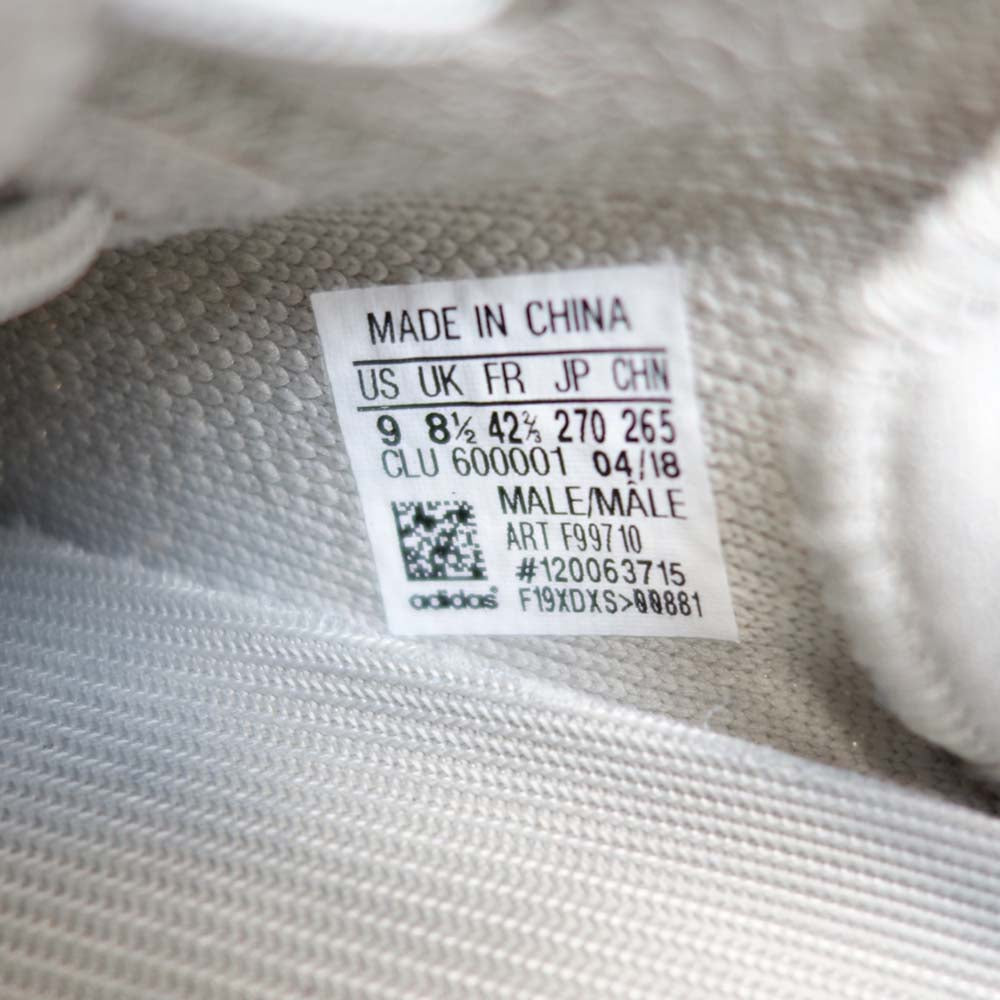 MADE IN CHINA
US UK FR JP CHN
9 8½ 42⅔ 270 265
CLU 600001 04/18
MALE/MÂLE
ART F99710
#120063715
adidas® F19XDXS>00881